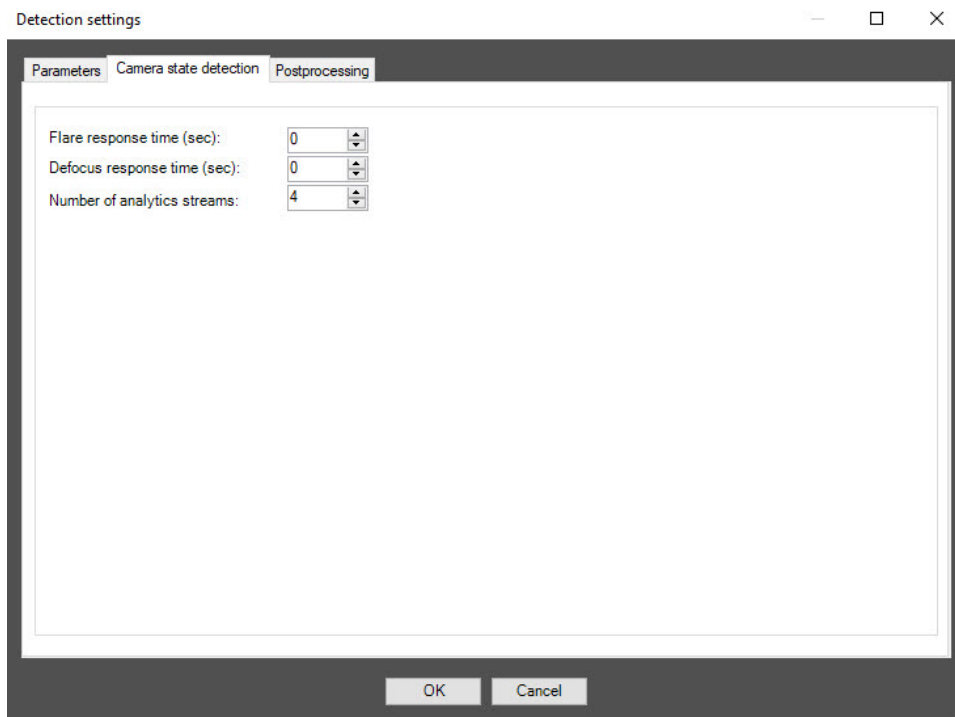 Detection settings
Parameters Camera state detection Postprocessing
Flare response time (sec): 0
Defocus response time (sec): 0
Number of analytics streams: 4
OK Cancel